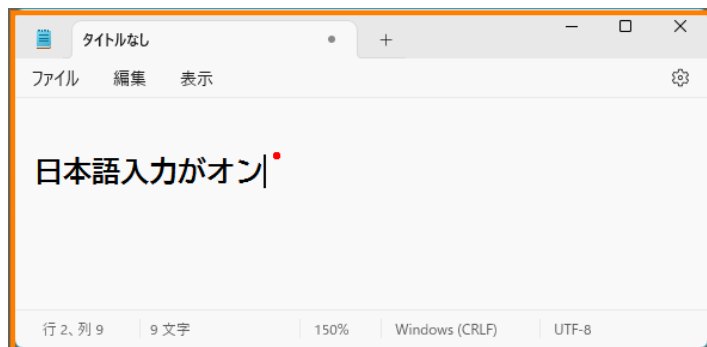 タイトルなし
ファイル 編集 表示
日本語入力がオン
行 2、列 9 9 文字 150% Windows (CRLF) UTF-8